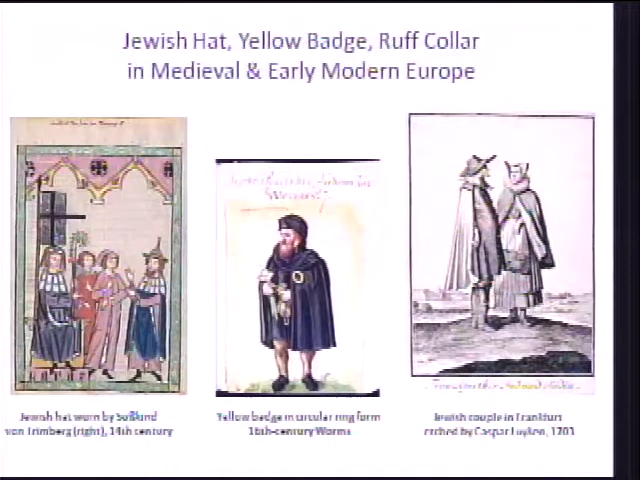 Jewish Hat, Yellow Badge, Ruff Collar
in Medieval & Early Modern Europe
Jewish hat worn by Süßkind
von Trimberg (right), 14th century
Yellow badge in circular ring form
16th-century Worms
Jewish couple in Frankfurt
etched by Caspar Luyken, 1703